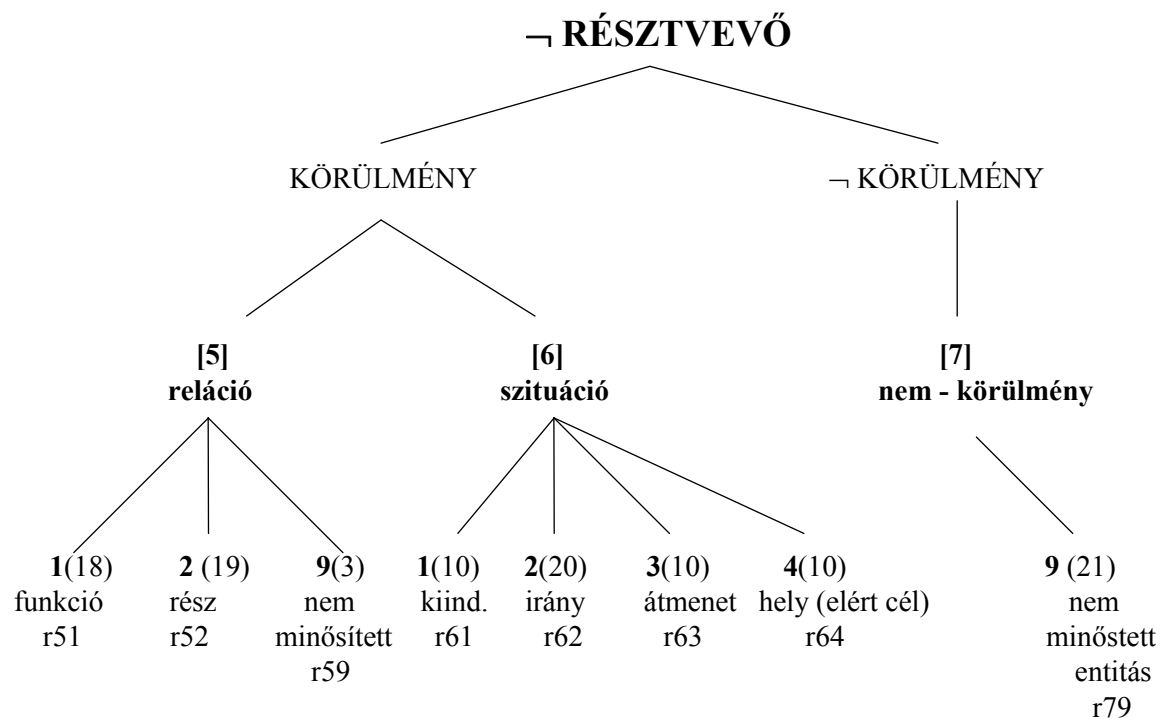 ¬ RÉSZTVEVŐ
KÖRÜLMÉNY
¬ KÖRÜLMÉNY
[5]
reláció
[6]
szituáció
[7]
nem - körülmény
1(18)
funkció
r51
2 (19)
rész
r52
9(3)
nem
minősített
r59
1(10)
kiind.
r61
2(20)
irány
r62
3(10)
átmenet
r63
4(10)
hely (elért cél)
r64
9 (21)
nem
minőstett
entitás
r79